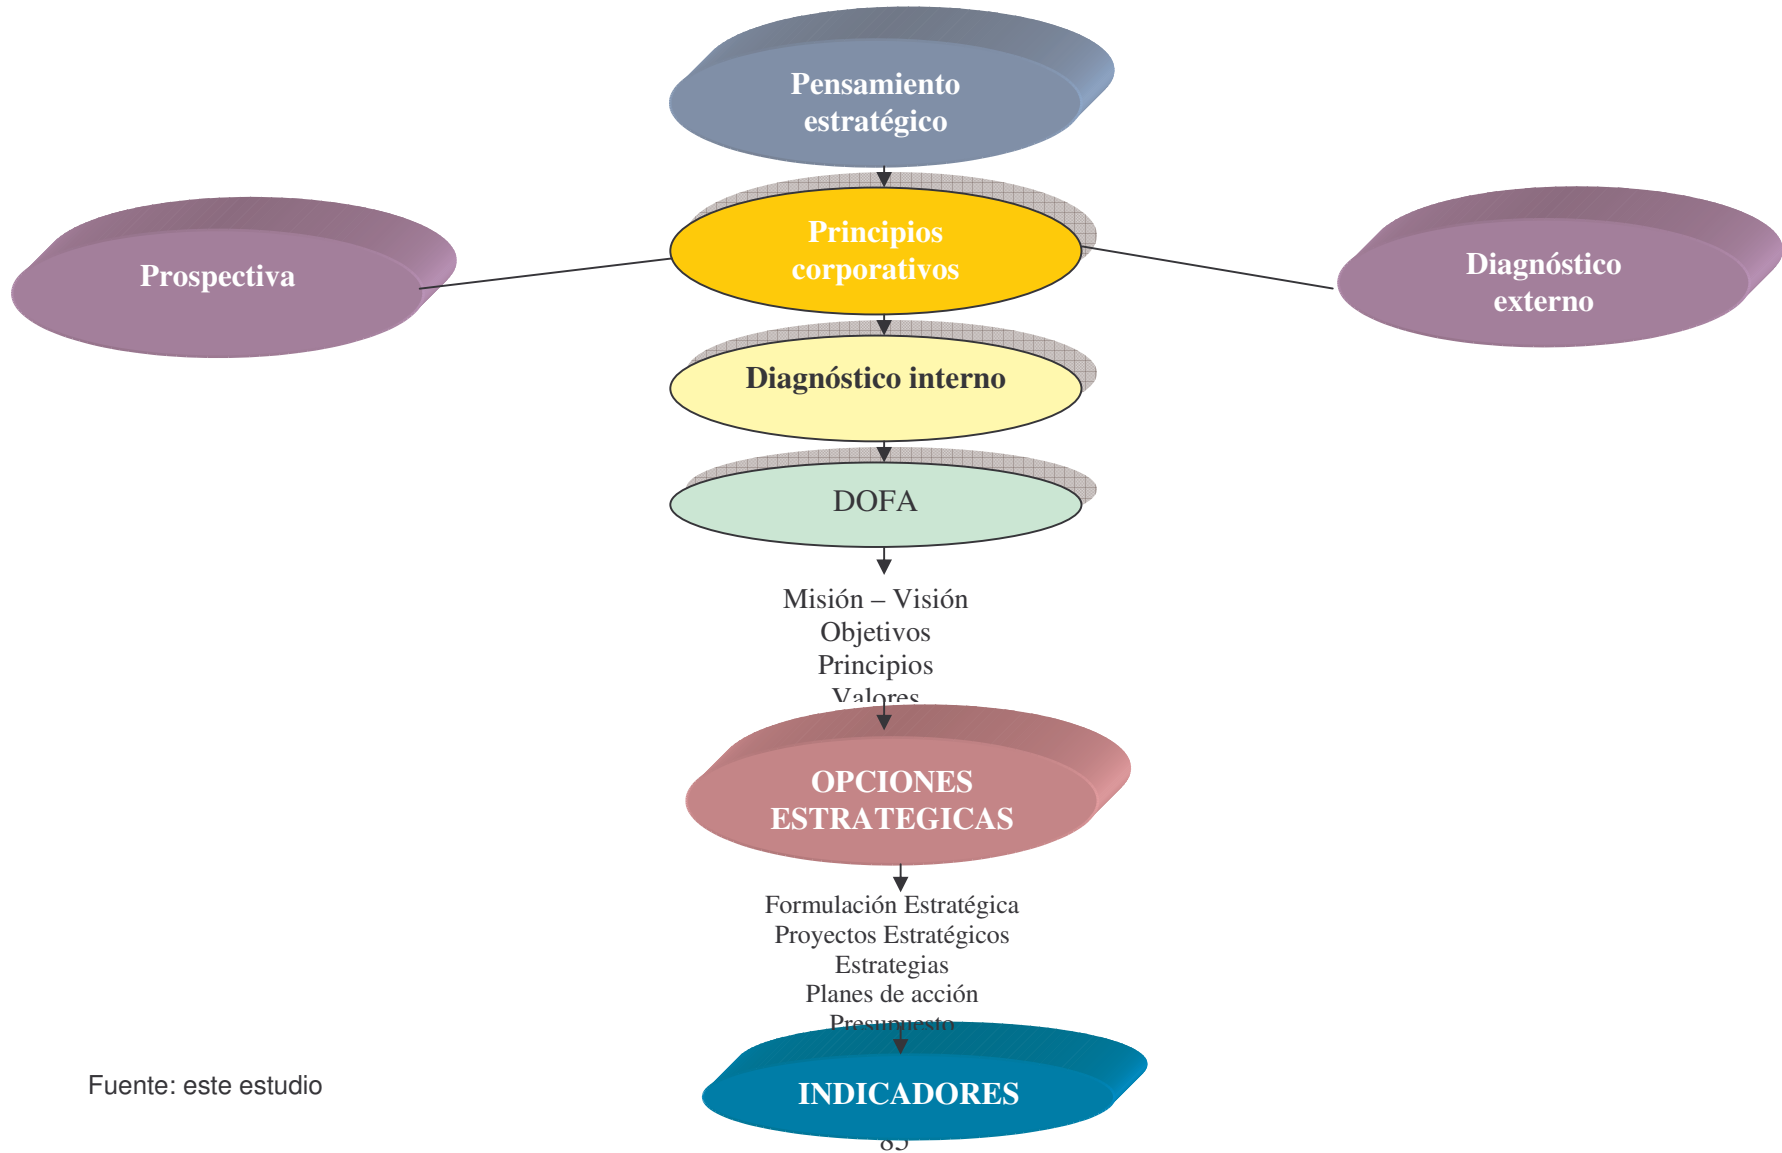 Pensamiento
estratégico
Principios
corporativos
Prospectiva
Diagnóstico
externo
Diagnóstico interno
DOFA
Misión – Visión
Objetivos
Principios
Valores
OPCIONES
ESTRATEGICAS
Formulación Estratégica
Proyectos Estratégicos
Estrategias
Planes de acción
Presupuesto
INDICADORES
Fuente: este estudio
85